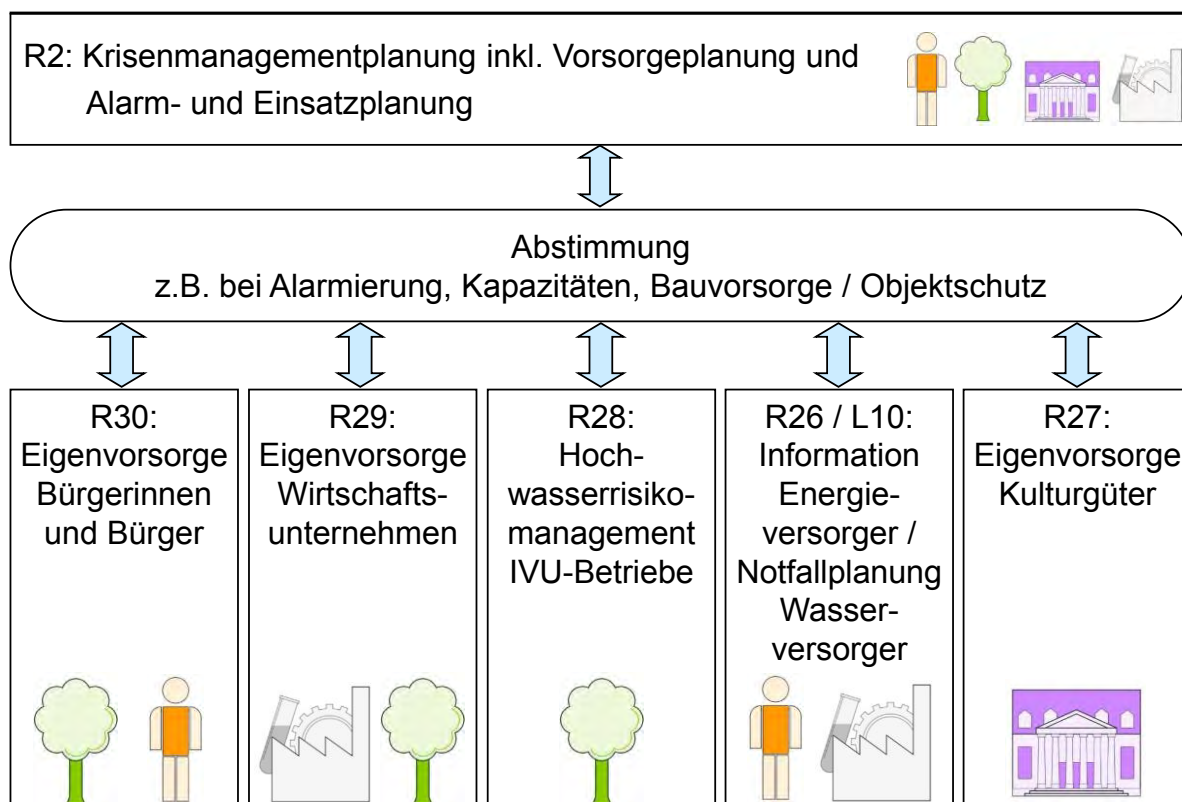 R2: Krisenmanagementplanung inkl. Vorsorgeplanung und
Alarm- und Einsatzplanung
Abstimmung
z.B. bei Alarmierung, Kapazitäten, Bauvorsorge / Objektschutz
R30:
Eigenvorsorge
Bürgerinnen
und Bürger
R29:
Eigenvorsorge
Wirtschafts-
unternehmen
R28:
Hoch-
wasserrisiko-
management
IVU-Betriebe
R26 / L10:
Information
Energie-
versorger /
Notfallplanung
Wasser-
versorger
R27:
Eigenvorsorge
Kulturgüter